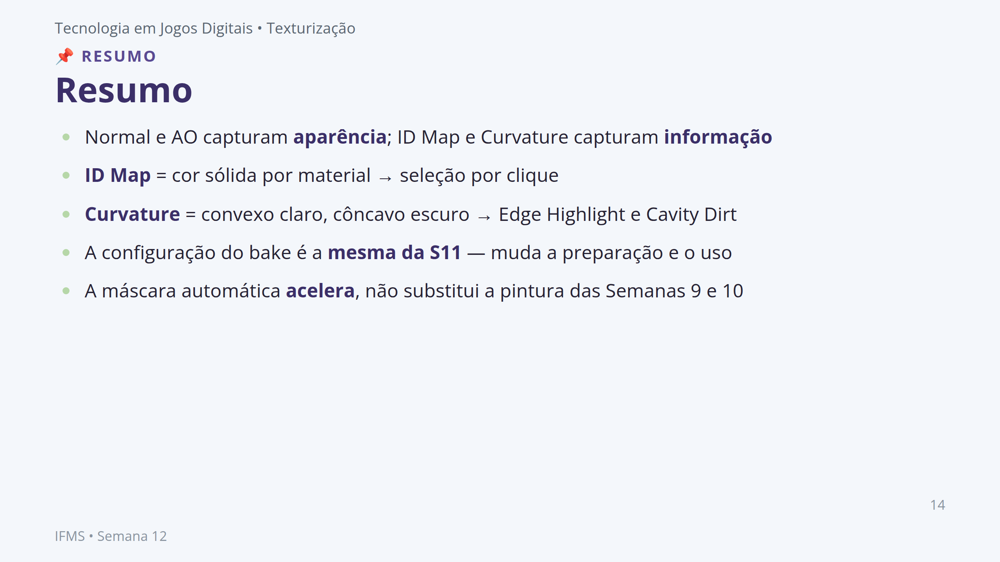 Tecnologia em Jogos Digitais • Texturização
📌 RESUMO
Resumo
• Normal e AO capturam aparência; ID Map e Curvature capturam informação
• ID Map = cor sólida por material → seleção por clique
• Curvature = convexo claro, côncavo escuro → Edge Highlight e Cavity Dirt
• A configuração do bake é a mesma da S11 — muda a preparação e o uso
• A máscara automática acelera, não substitui a pintura das Semanas 9 e 10
14
IFMS • Semana 12